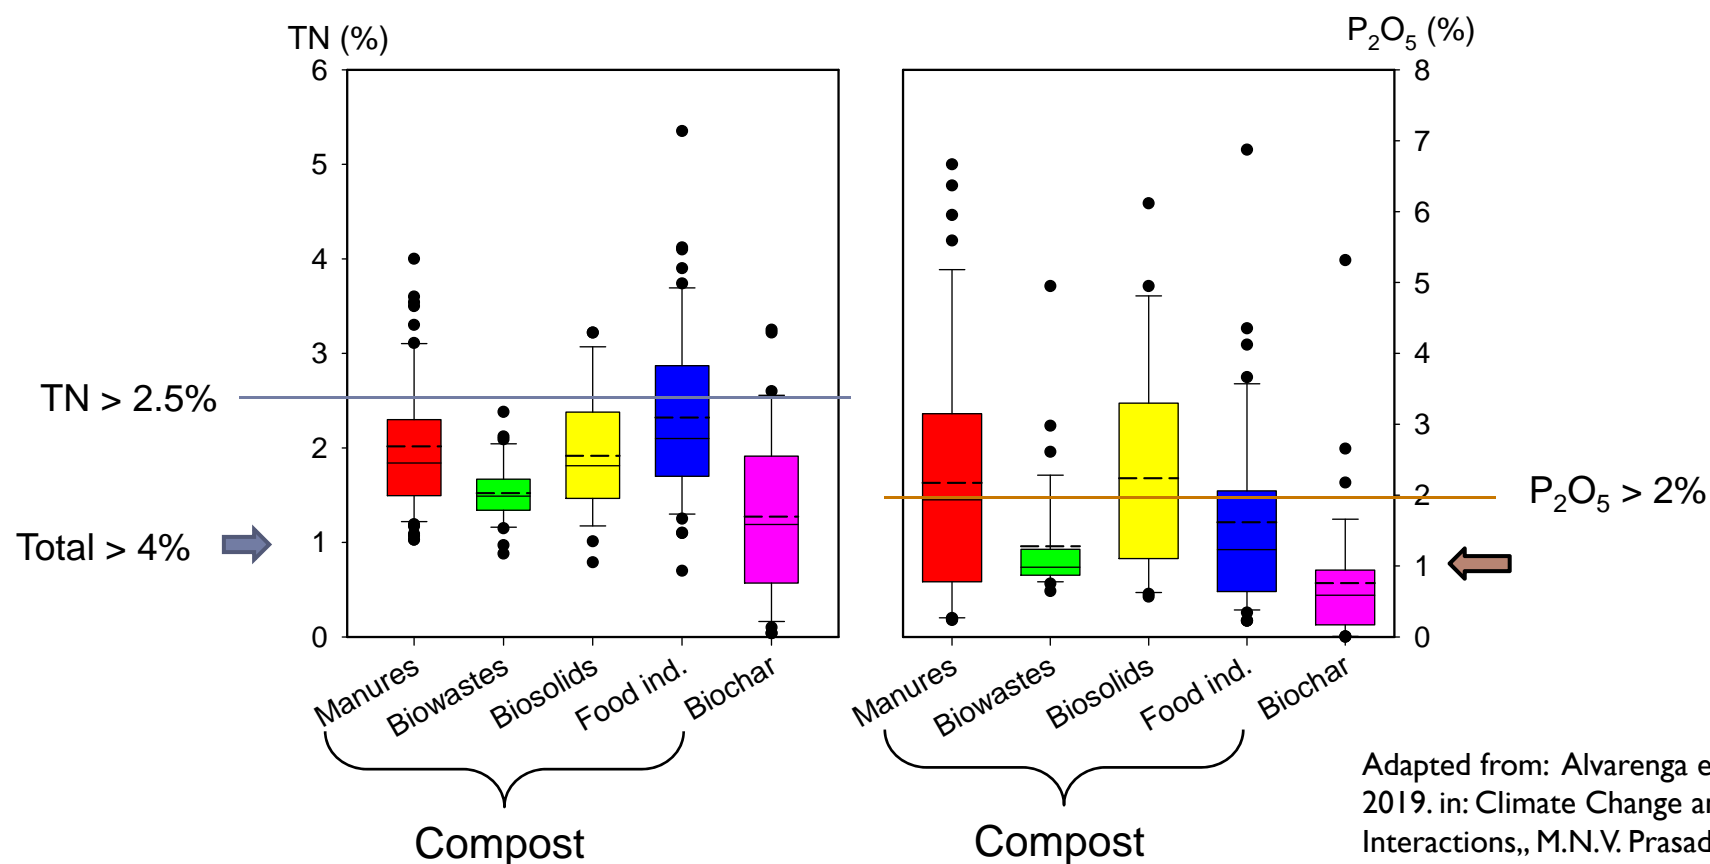 TN (%)
P₂O₅ (%)
6
5
4
3
2
1
0
8
7
6
5
4
3
2
1
0
TN > 2.5%
Total > 4%
P₂O₅ > 2%
Manures
Biowastes
Biosolids
Food ind.
Biochar
Manures
Biowastes
Biosolids
Food ind.
Biochar
Compost
Compost
Adapted from: Alvarenga e
2019. in: Climate Change a
Interactions,, M.N.V. Prasad